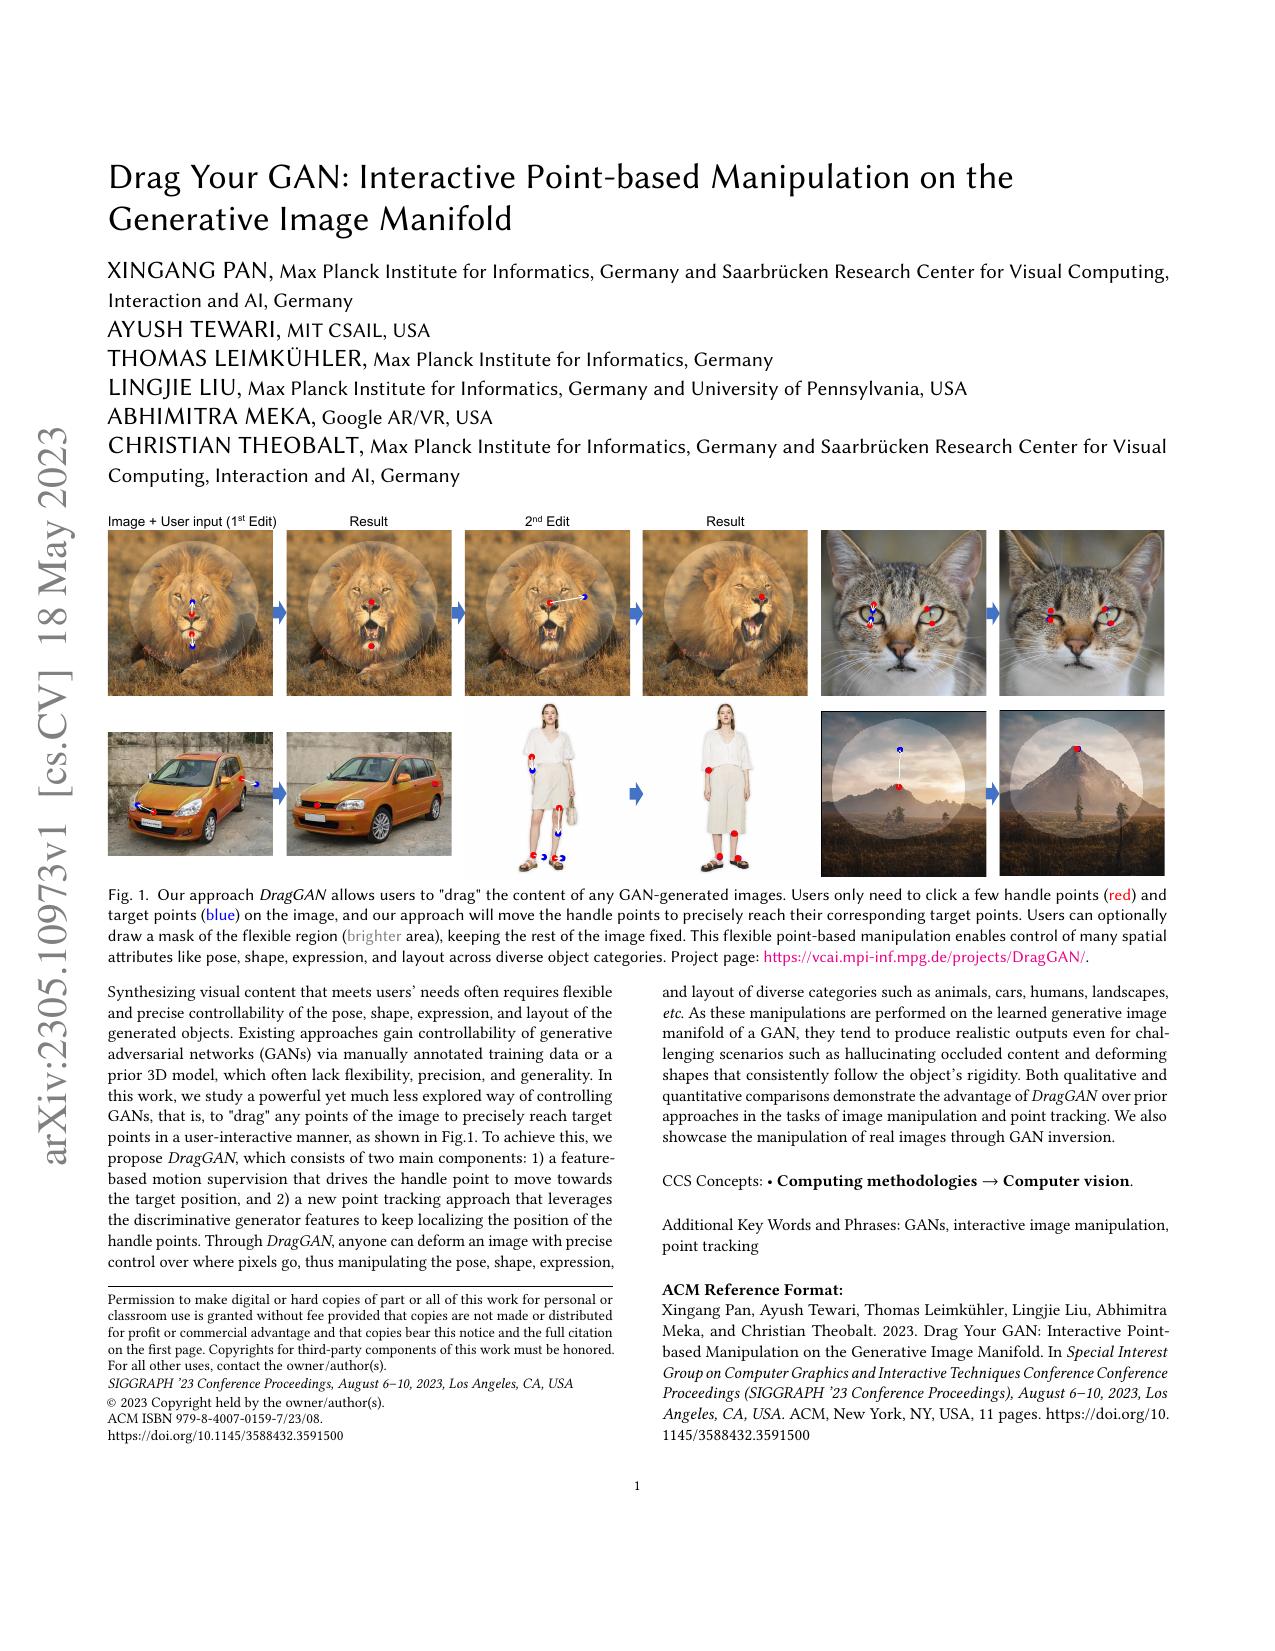 arXiv:2305.10973v1 [cs.CV] 18 May 2023
Drag Your GAN: Interactive Point-based Manipulation on the
Generative Image Manifold
XINGANG PAN, Max Planck Institute for Informatics, Germany and Saarbrücken Research Center for Visual Computing,
Interaction and AI, Germany
AYUSH TEWARI, MIT CSAIL, USA
THOMAS LEIMKÜHLER, Max Planck Institute for Informatics, Germany
LINGJIE LIU, Max Planck Institute for Informatics, Germany and University of Pennsylvania, USA
ABHIMITRA MEKA, Google AR/VR, USA
CHRISTIAN THEOBALT, Max Planck Institute for Informatics, Germany and Saarbrücken Research Center for Visual
Computing, Interaction and AI, Germany
Image + User input (1st Edit) Result 2nd Edit Result
Fig. 1. Our approach DragGAN allows users to "drag" the content of any GAN-generated images. Users only need to click a few handle points (red) and
target points (blue) on the image, and our approach will move the handle points to precisely reach their corresponding target points. Users can optionally
draw a mask of the flexible region (brighter area), keeping the rest of the image fixed. This flexible point-based manipulation enables control of many spatial
attributes like pose, shape, expression, and layout across diverse object categories. Project page: https://vcai.mpi-inf.mpg.de/projects/DragGAN/.
Synthesizing visual content that meets users' needs often requires flexible
and precise controllability of the pose, shape, expression, and layout of the
generated objects. Existing approaches gain controllability of generative
adversarial networks (GANs) via manually annotated training data or a
prior 3D model, which often lack flexibility, precision, and generality. In
this work, we study a powerful yet much less explored way of controlling
GANs, that is, to "drag" any points of the image to precisely reach target
points in a user-interactive manner, as shown in Fig.1. To achieve this, we
propose DragGAN, which consists of two main components: 1) a feature-
based motion supervision that drives the handle point to move towards
the target position, and 2) a new point tracking approach that leverages
the discriminative generator features to keep localizing the position of the
handle points. Through DragGAN, anyone can deform an image with precise
control over where pixels go, thus manipulating the pose, shape, expression,
Permission to make digital or hard copies of part or all of this work for personal or
classroom use is granted without fee provided that copies are not made or distributed
for profit or commercial advantage and that copies bear this notice and the full citation
on the first page. Copyrights for third-party components of this work must be honored.
For all other uses, contact the owner/author(s).
SIGGRAPH '23 Conference Proceedings, August 6–10, 2023, Los Angeles, CA, USA
© 2023 Copyright held by the owner/author(s).
ACM ISBN 979-8-4007-0159-7/23/08.
https://doi.org/10.1145/3588432.3591500
and layout of diverse categories such as animals, cars, humans, landscapes,
etc. As these manipulations are performed on the learned generative image
manifold of a GAN, they tend to produce realistic outputs even for chal-
lenging scenarios such as hallucinating occluded content and deforming
shapes that consistently follow the object's rigidity. Both qualitative and
quantitative comparisons demonstrate the advantage of DragGAN over prior
approaches in the tasks of image manipulation and point tracking. We also
showcase the manipulation of real images through GAN inversion.
CCS Concepts: • Computing methodologies → Computer vision.
Additional Key Words and Phrases: GANs, interactive image manipulation,
point tracking
ACM Reference Format:
Xingang Pan, Ayush Tewari, Thomas Leimkühler, Lingjie Liu, Abhimitra
Meka, and Christian Theobalt. 2023. Drag Your GAN: Interactive Point-
based Manipulation on the Generative Image Manifold. In Special Interest
Group on Computer Graphics and Interactive Techniques Conference Conference
Proceedings (SIGGRAPH '23 Conference Proceedings), August 6–10, 2023, Los
Angeles, CA, USA. ACM, New York, NY, USA, 11 pages. https://doi.org/10.
1145/3588432.3591500
1